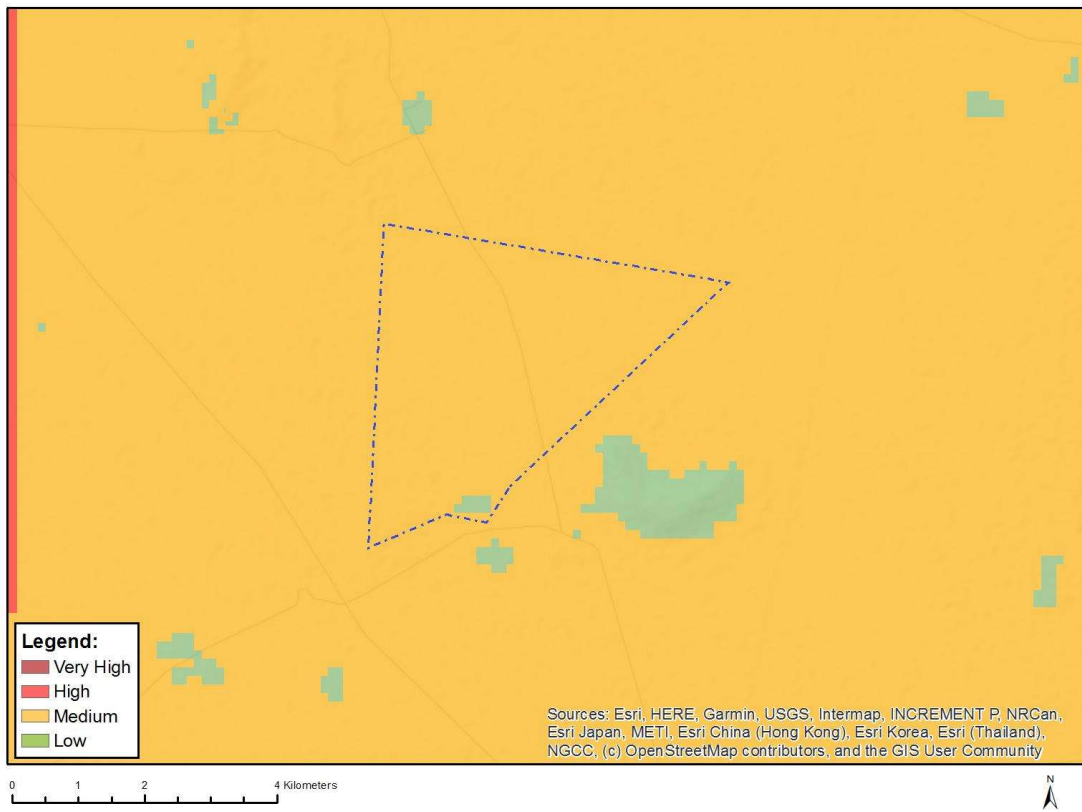 Legend:
Very High
High
Medium
Low
Sources: Esri, HERE, Garmin, USGS, Intermap, INCREMENT P, NRCan,
Esri Japan, METI, Esri China (Hong Kong), Esri Korea, Esri (Thailand),
NGCC, (c) OpenStreetMap contributors, and the GIS User Community
0 1 2 4 Kilometers
N